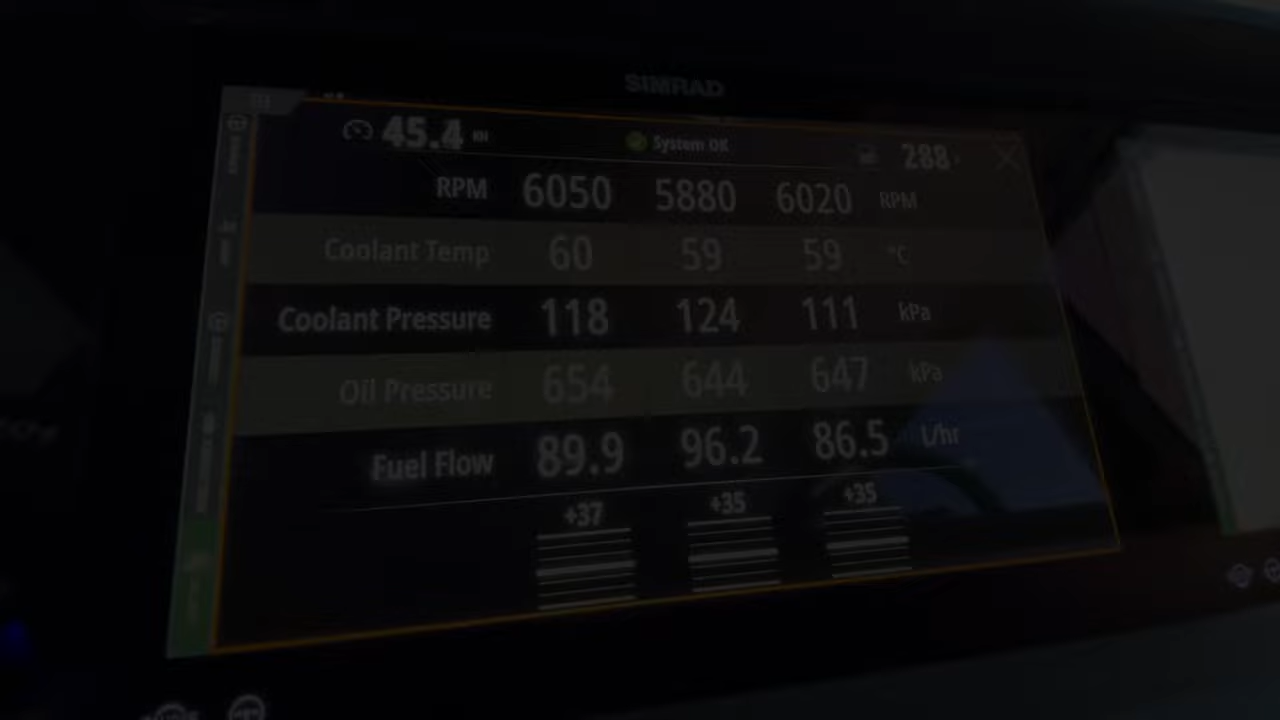 SIMRAD
45.4 KN System OK 288
RPM 6050 5880 6020 RPM
Coolant Temp 60 59 59 °C
Coolant Pressure 118 124 111 kPa
Oil Pressure 654 644 647 kPa
Fuel Flow 89.9 96.2 86.5 L/hr
+37 +35 +35